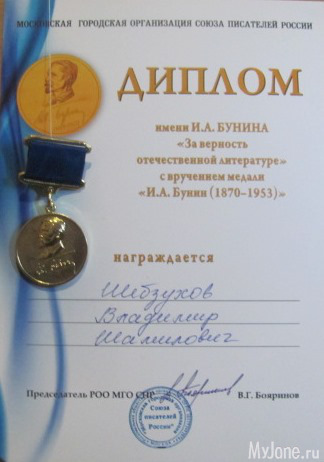 МОСКОВСКАЯ ГОРОДСКАЯ ОРГАНИЗАЦИЯ СОЮЗА ПИСАТЕЛЕЙ РОССИИ
ДИПЛОМ
имени И.А. БУНИНА
«За верность
отечественной литературе»
с вручением медали
«И.А. Бунин (1870-1953)»
награждается
Шебзухов
Владимир
Шамилович
Председатель РОО МГО СПР
В.Г. Бояринов
Союза
писателей
России
MyJane.ru